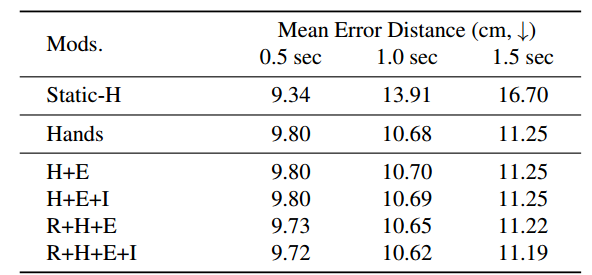 Mods. Mean Error Distance (cm, ↓)
0.5 sec 1.0 sec 1.5 sec
Static-H 9.34 13.91 16.70
Hands 9.80 10.68 11.25
H+E 9.80 10.70 11.25
H+E+I 9.80 10.69 11.25
R+H+E 9.73 10.65 11.22
R+H+E+I 9.72 10.62 11.19